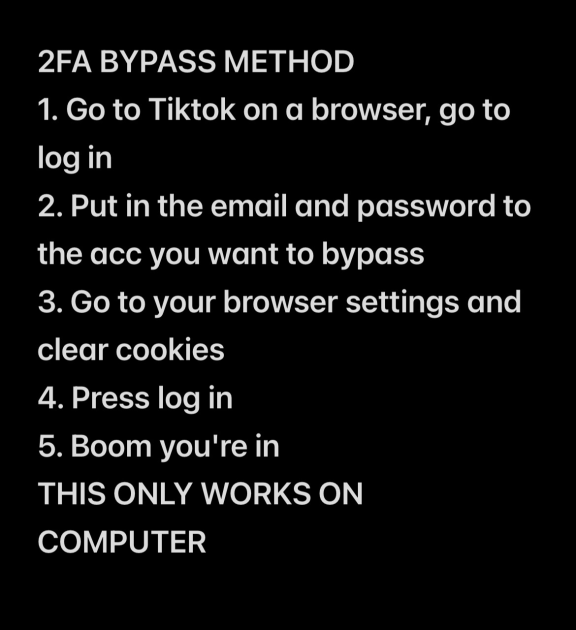 2FA BYPASS METHOD
1. Go to Tiktok on a browser, go to
log in
2. Put in the email and password to
the acc you want to bypass
3. Go to your browser settings and
clear cookies
4. Press log in
5. Boom you're in
THIS ONLY WORKS ON
COMPUTER